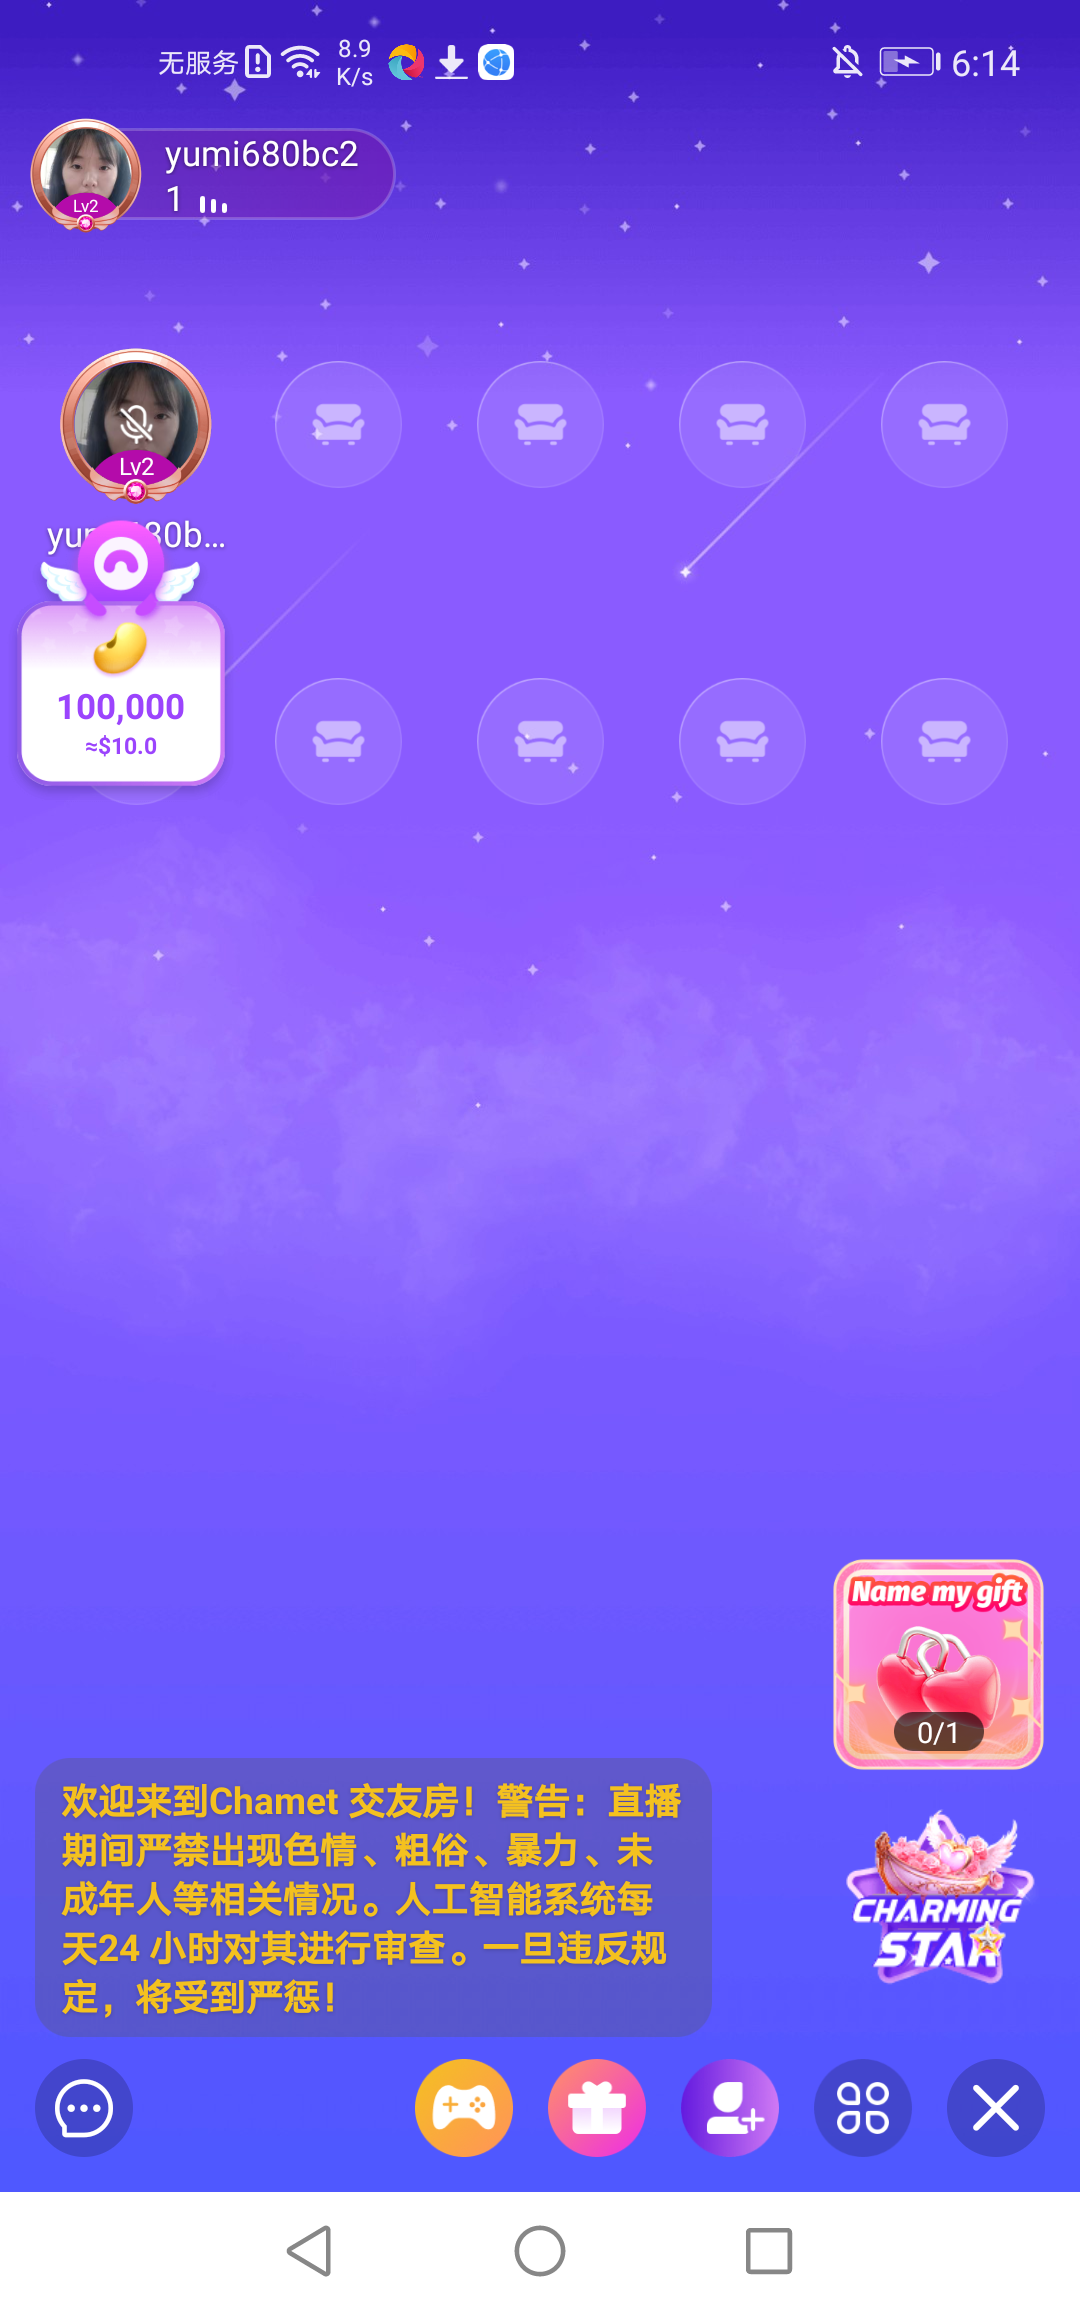 无服务
8.9
K/s
6:14
yumi680bc2
1
Lv2
Lv2
100,000
≈$10.0
Name my gift
0/1
欢迎来到Chamet 交友房！警告：直播
期间严禁出现色情、粗俗、暴力、未
成年人等相关情况。人工智能系统每
天24 小时对其进行审查。一旦违反规
定，将受到严惩！
CHARMING
STAR